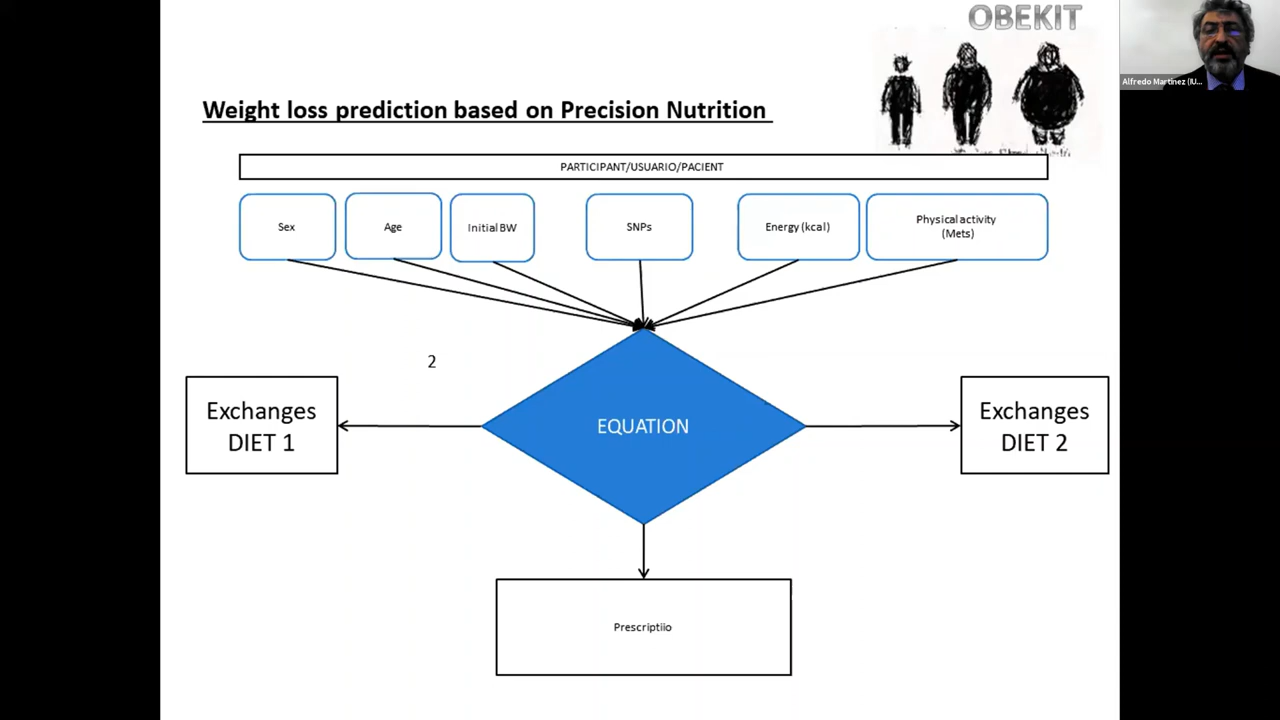 OBEKIT
Alfredo Martínez (IU...
Weight loss prediction based on Precision Nutrition
PARTICIPANT/USUARIO/PACIENT
Sex
Age
Initial BW
SNPs
Energy (kcal)
Physical activity
(Mets)
2
Exchanges
DIET 1
EQUATION
Exchanges
DIET 2
Prescriptiio